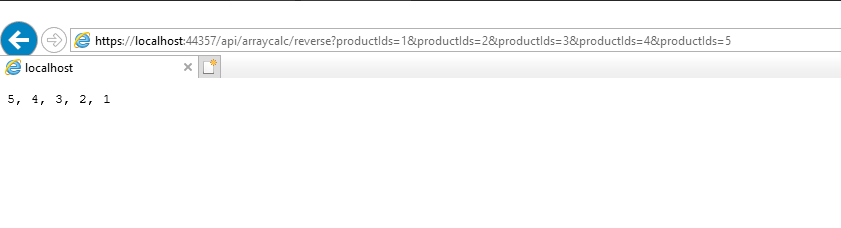 https://localhost:44357/api/arraycalc/reverse?productIds=1&productIds=2&productIds=3&productIds=4&productIds=5
localhost
5, 4, 3, 2, 1